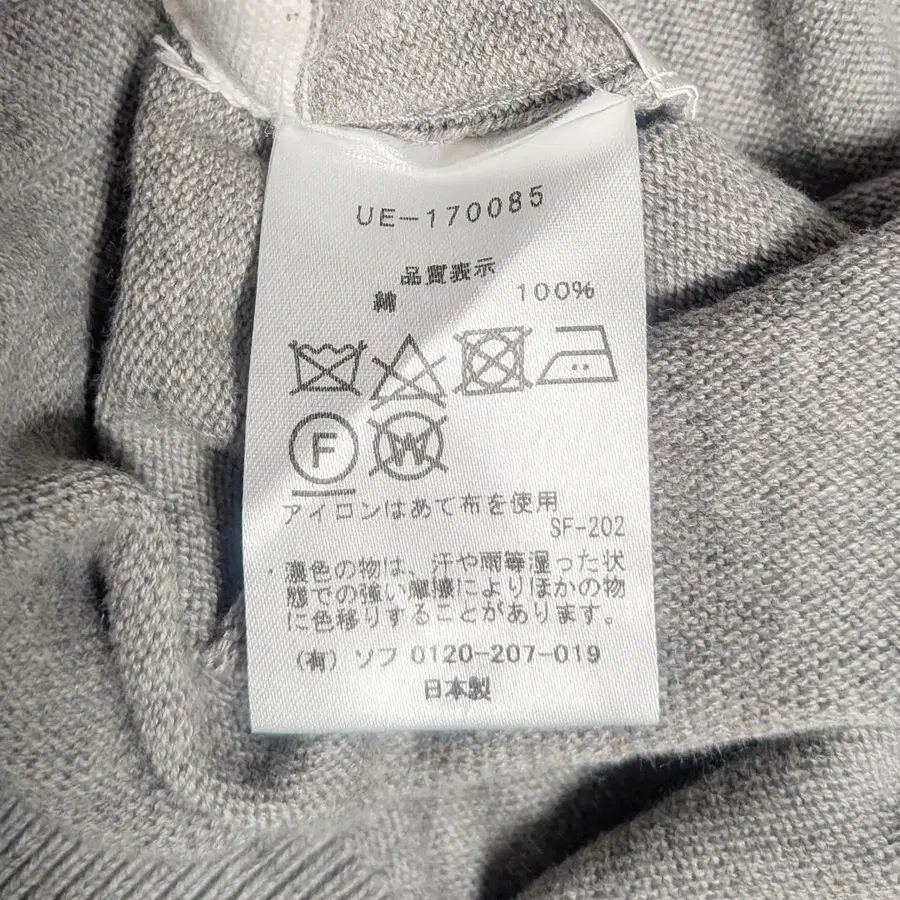 UE-170085
品質表示
綿 100%
F
W
アイロンはあて布を使用
SF-202
・濃色の物は、汗や雨等湿った状
態での強い摩擦によりほかの物
に色移りすることがあります。
(有) ソフ 0120-207-019
日本製